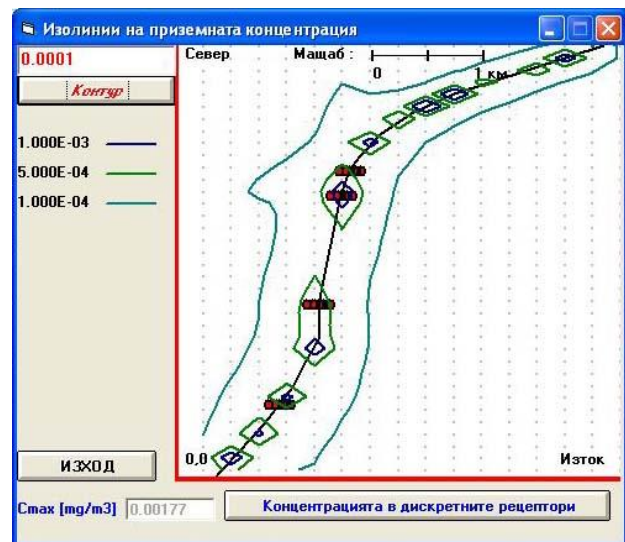 Изолинии на приземната концентрация
0.0001
Контур
1.000E-03
5.000E-04
1.000E-04
Север Мащаб :
0 1 км
0,0 Изток
ИЗХОД
Cmax [mg/m3] 0.00177 Концентрацията в дискретните рецептори